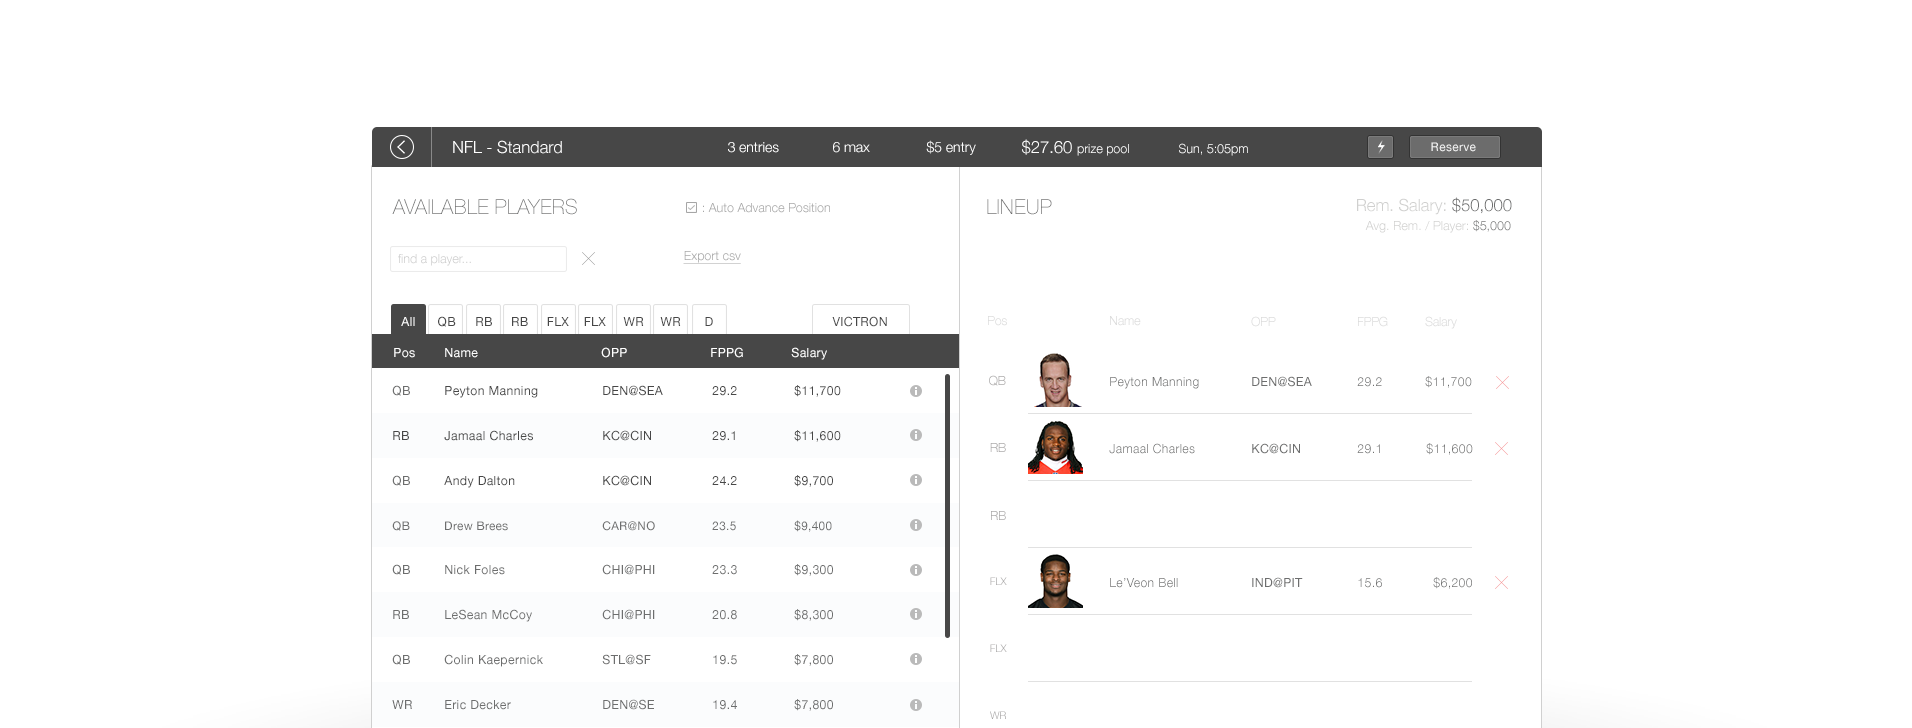 NFL - Standard 3 entries 6 max $5 entry $27.60 prize pool Sun, 5:05pm Reserve
AVAILABLE PLAYERS : Auto Advance Position
find a player... Export csv
All QB RB RB FLX FLX WR WR D VICTRON
Pos Name OPP FPPG Salary
QB Peyton Manning DEN@SEA 29.2 $11,700
RB Jamaal Charles KC@CIN 29.1 $11,600
QB Andy Dalton KC@CIN 24.2 $9,700
QB Drew Brees CAR@NO 23.5 $9,400
QB Nick Foles CHI@PHI 23.3 $9,300
RB LeSean McCoy CHI@PHI 20.8 $8,300
QB Colin Kaepernick STL@SF 19.5 $7,800
WR Eric Decker DEN@SE 19.4 $7,800
LINEUP Rem. Salary: $50,000
Avg. Rem. / Player: $5,000
Pos Name OPP FPPG Salary
QB Peyton Manning DEN@SEA 29.2 $11,700
RB Jamaal Charles KC@CIN 29.1 $11,600
RB
FLX Le'Veon Bell IND@PIT 15.6 $6,200
FLX
WR